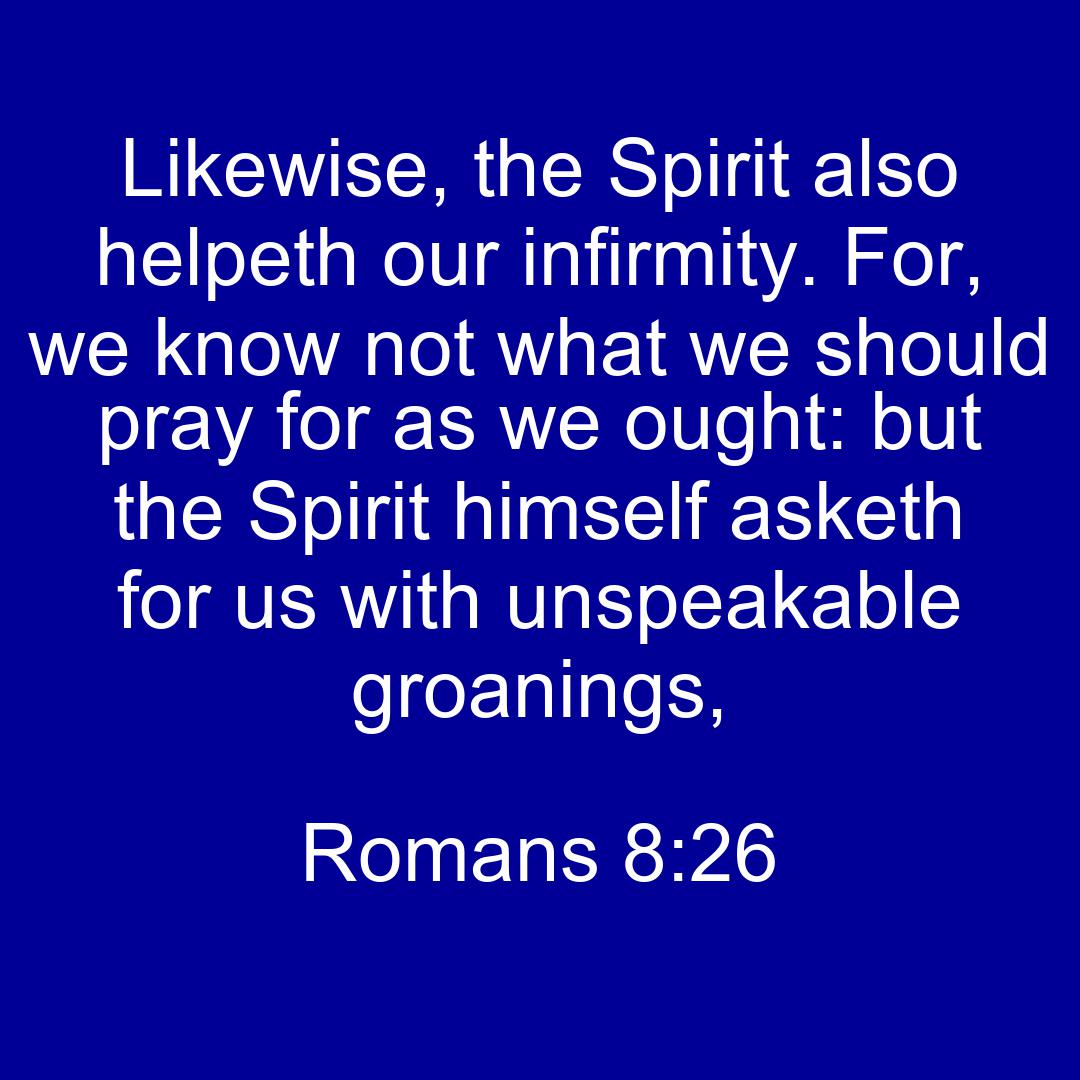 Likewise, the Spirit also
helpeth our infirmity. For,
we know not what we should
pray for as we ought: but
the Spirit himself asketh
for us with unspeakable
groanings,
Romans 8:26